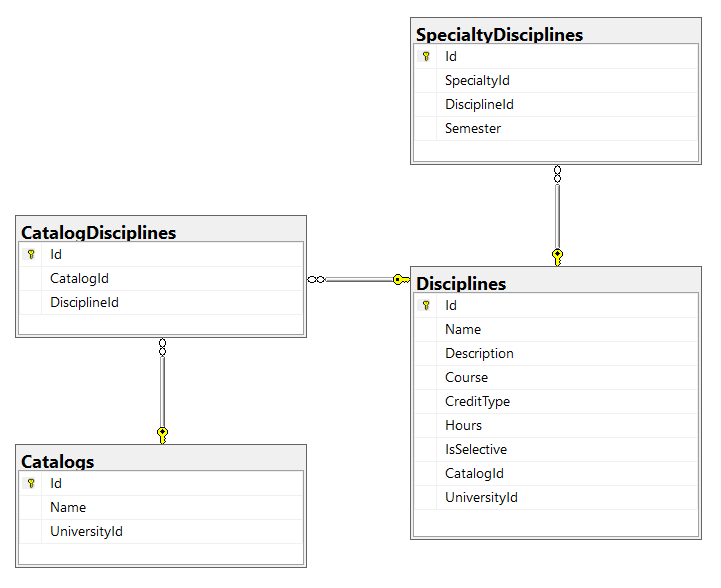 SpecialtyDisciplines
Id
SpecialtyId
DisciplineId
Semester
CatalogDisciplines
Id
CatalogId
DisciplineId
Disciplines
Id
Name
Description
Course
CreditType
Hours
IsSelective
CatalogId
UniversityId
Catalogs
Id
Name
UniversityId